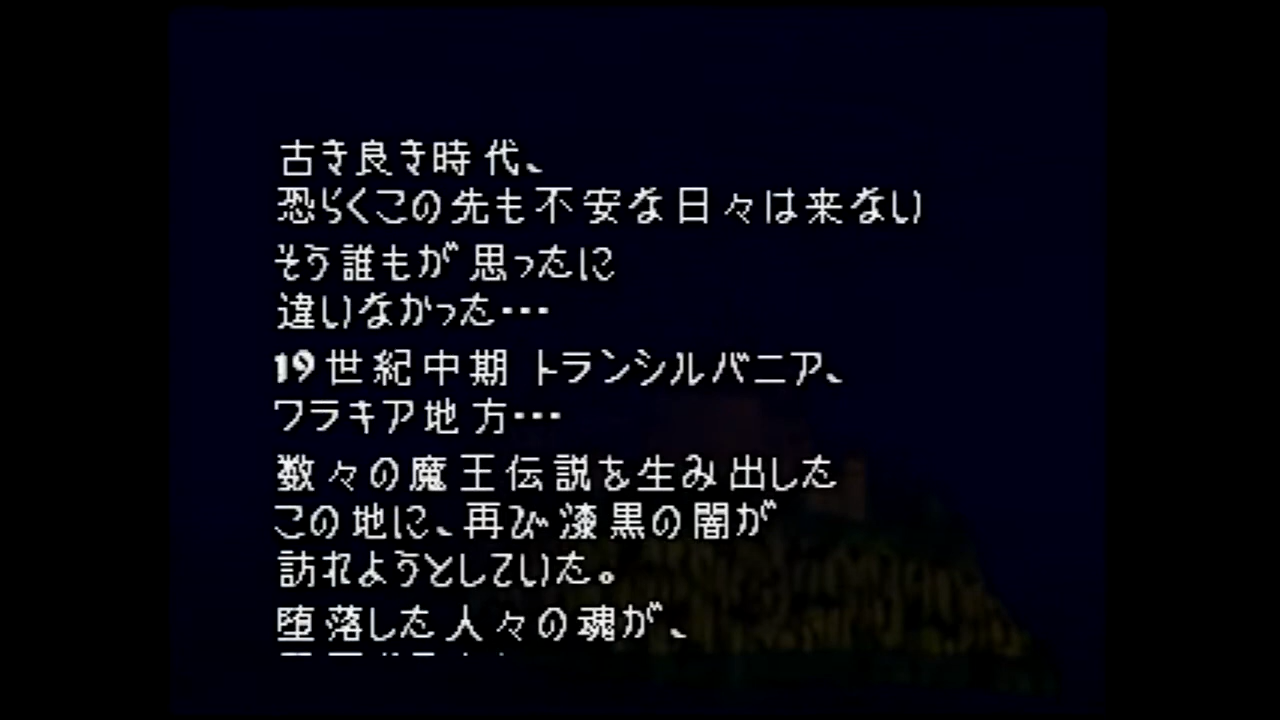 古き良き時代、
恐らくこの先も不安な日々は来ない
そう誰もが思ったに
違いなかった…
19世紀中期 トランシルバニア、
ワラキア地方…
数々の魔王伝説を生み出した
この地に、再び漆黒の闇が
訪れようとしていた。
堕落した人々の魂が、